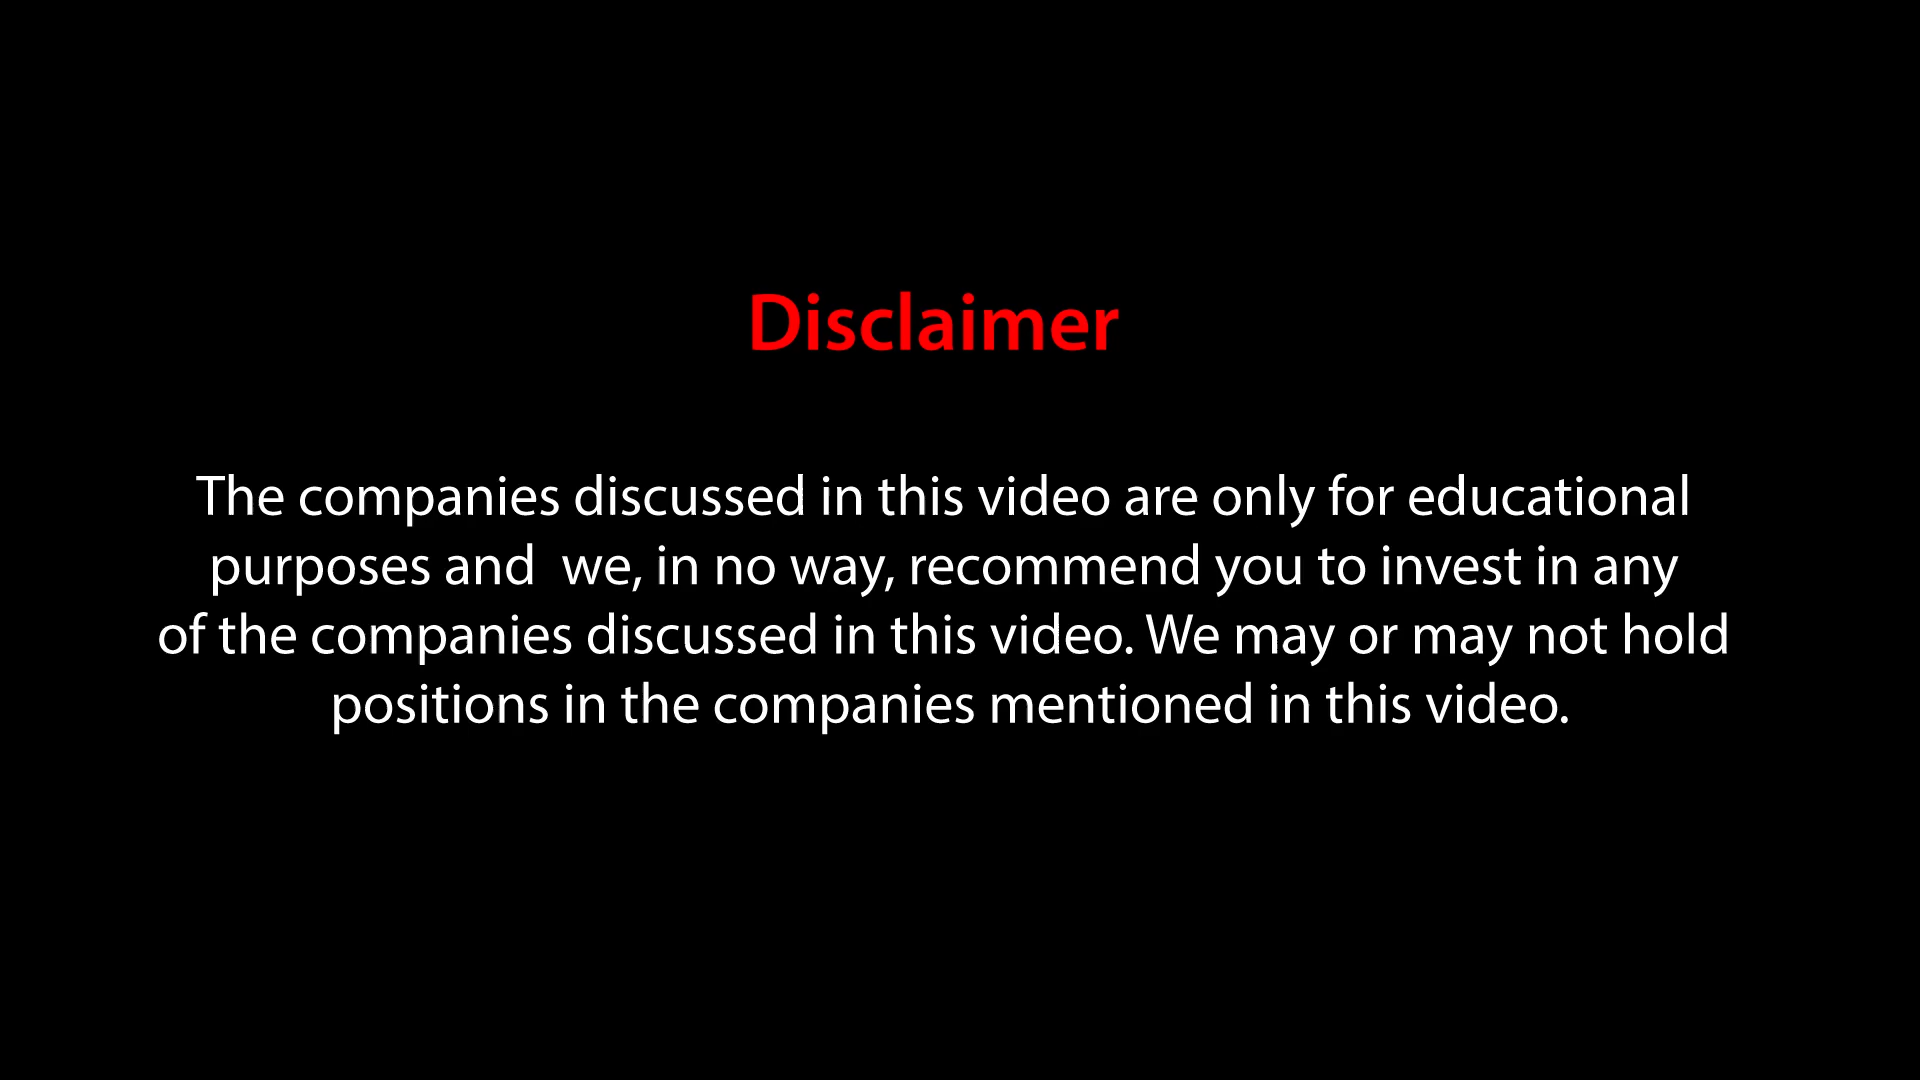 Disclaimer
The companies discussed in this video are only for educational
purposes and  we, in no way, recommend you to invest in any
of the companies discussed in this video. We may or may not hold
positions in the companies mentioned in this video.